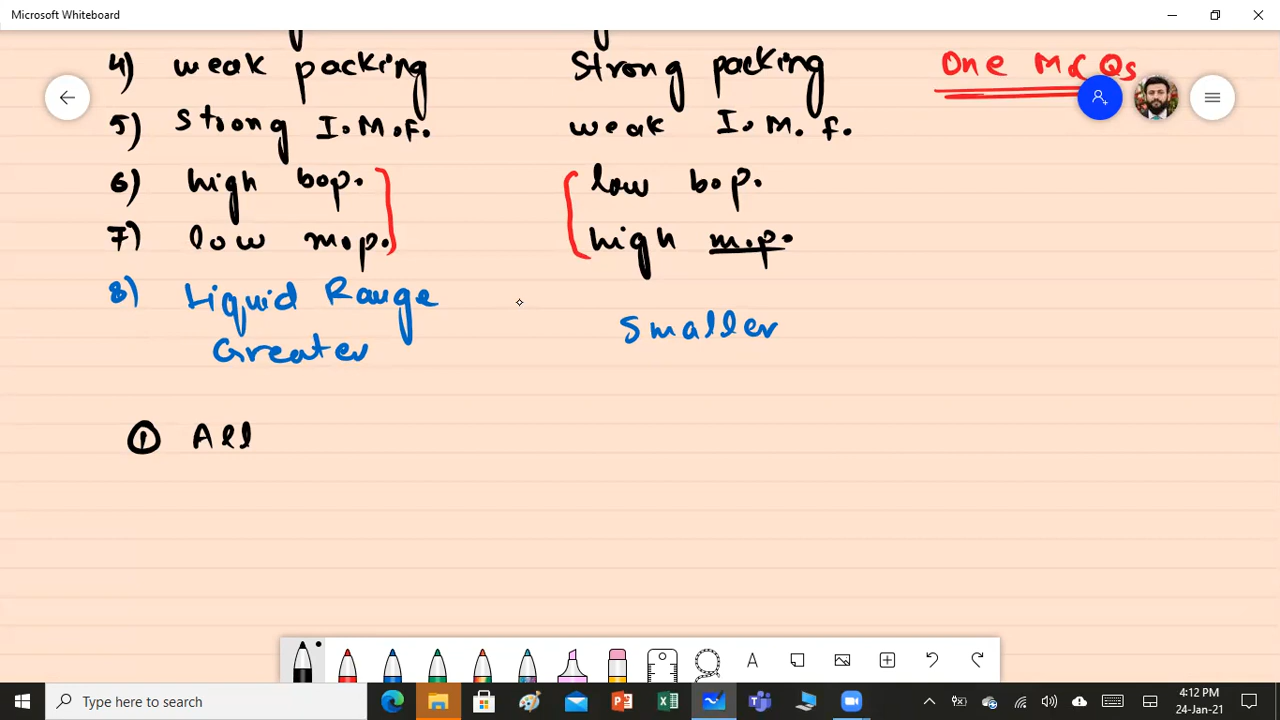 Microsoft Whiteboard
4) weak packing Strong packing One McQs
5) strong I.M.F. weak I.M.F.
6) high b.p. low b.p.
7) low m.p. high m.p.
8) Liquid Range
Greater Smaller
① All
Type here to search
4:12 PM
24-Jan-21